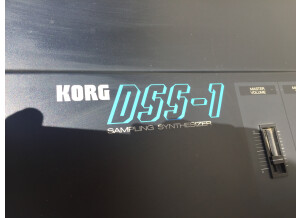 KORG DSS-1
SAMPLING SYNTHESIZER
MASTER
VOLUME